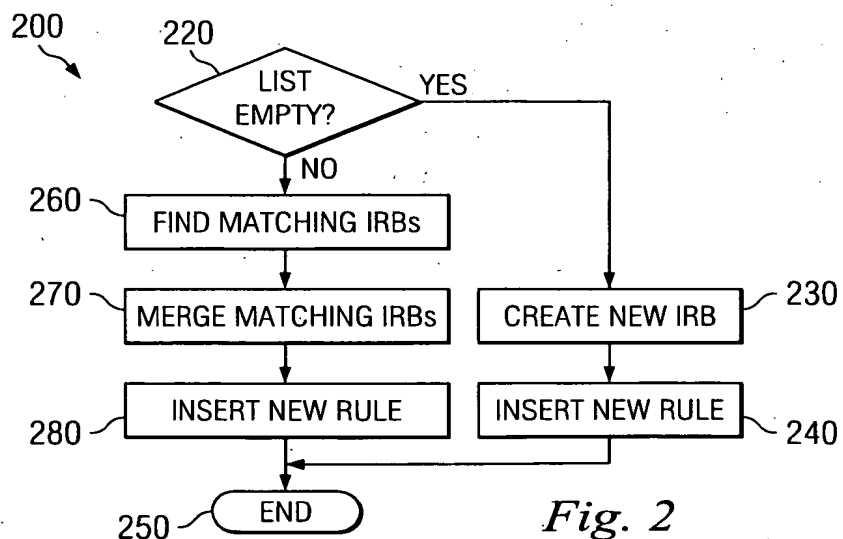 200
220
LIST
EMPTY?
YES
NO
260
FIND MATCHING IRBs
270
MERGE MATCHING IRBs
CREATE NEW IRB
230
280
INSERT NEW RULE
INSERT NEW RULE
240
250
END
Fig. 2